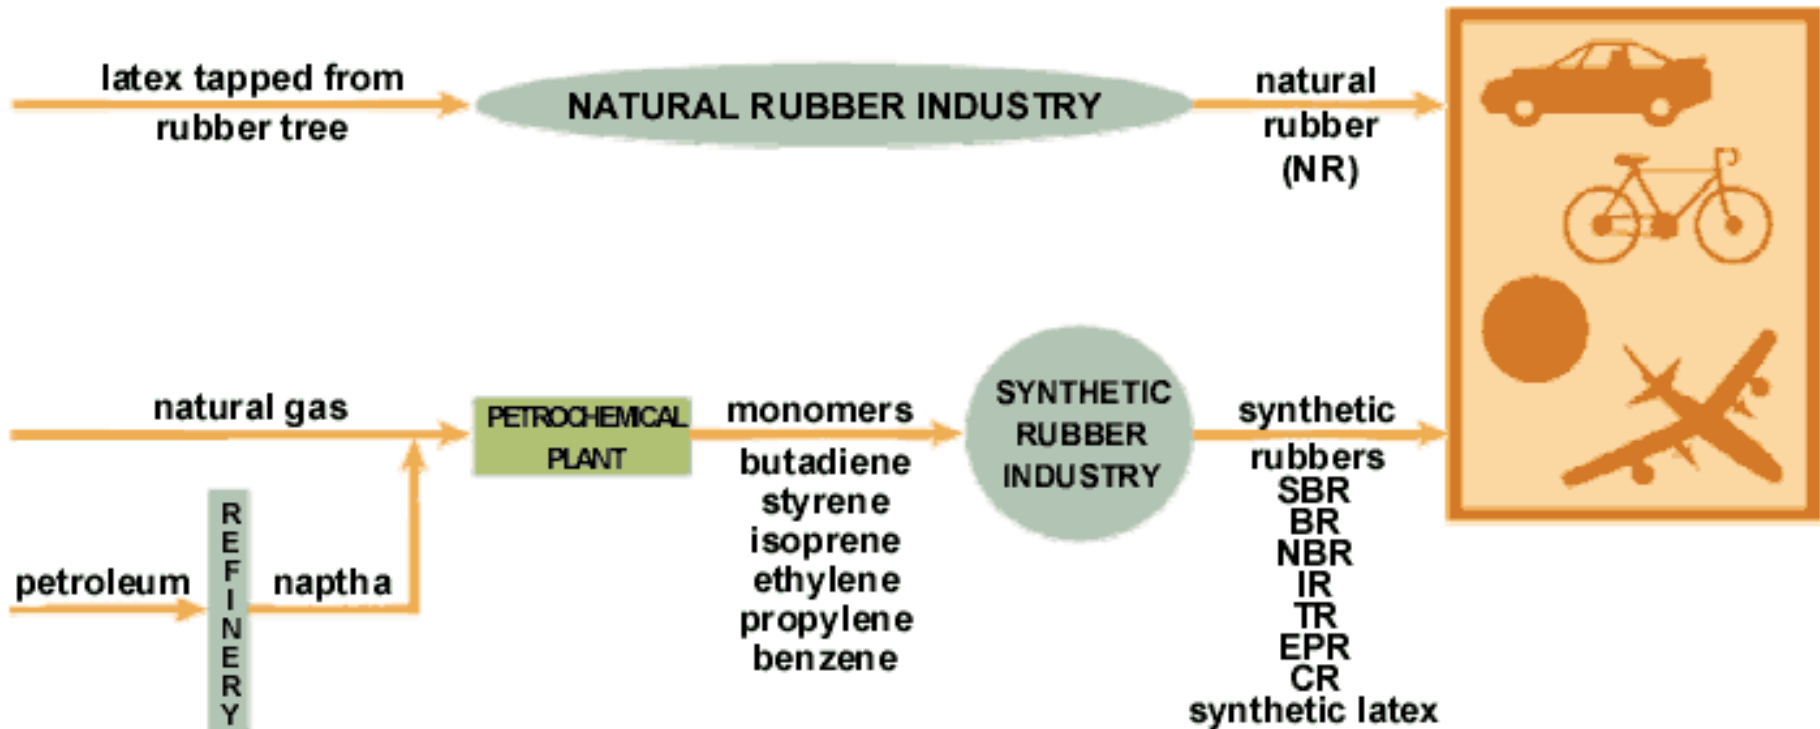 latex tapped from
rubber tree
NATURAL RUBBER INDUSTRY
natural
rubber
(NR)
natural gas
petroleum
REFINERY
naptha
PETROCHEMICAL
PLANT
monomers
butadiene
styrene
isoprene
ethylene
propylene
benzene
SYNTHETIC
RUBBER
INDUSTRY
synthetic
rubbers
SBR
BR
NBR
IR
TR
EPR
CR
synthetic latex